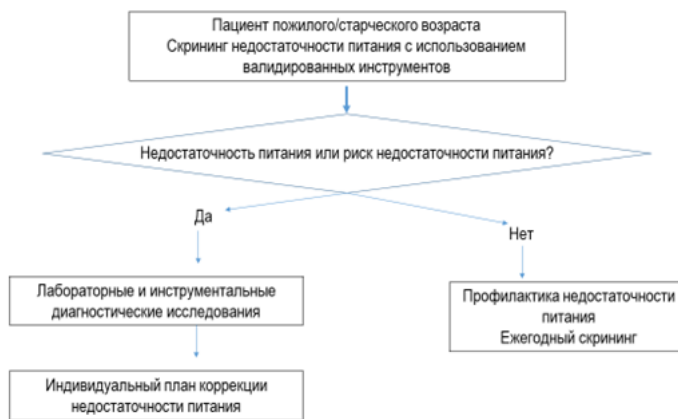 Пациент пожилого/старческого возраста
Скрининг недостаточности питания с использованием
валидированных инструментов
Недостаточность питания или риск недостаточности питания?
Да
Нет
Лабораторные и инструментальные
диагностические исследования
Профилактика недостаточности
питания
Ежегодный скрининг
Индивидуальный план коррекции
недостаточности питания